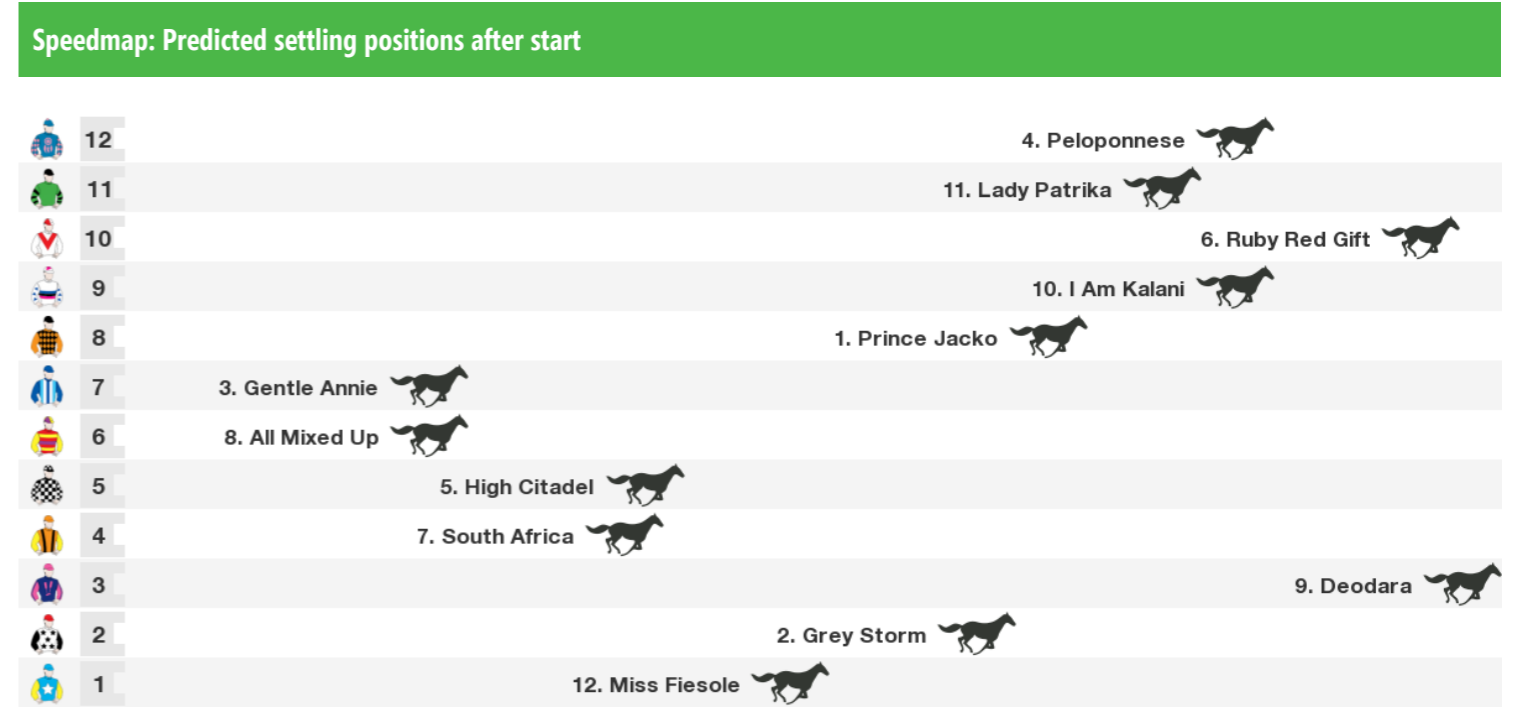 Speedmap: Predicted settling positions after start
12 4. Peloponnese
11 11. Lady Patrika
10 6. Ruby Red Gift
9 10. I Am Kalani
8 1. Prince Jacko
7 3. Gentle Annie
6 8. All Mixed Up
5 5. High Citadel
4 7. South Africa
3 9. Deodara
2 2. Grey Storm
1 12. Miss Fiesole